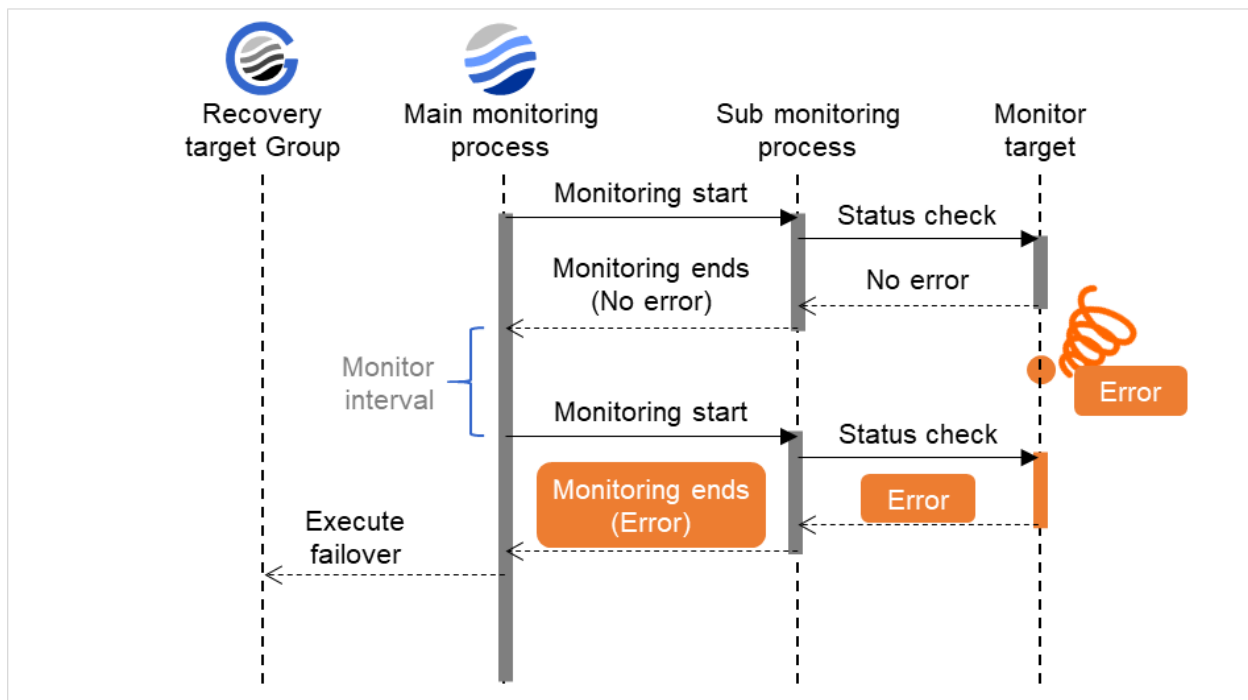 Recovery
target Group
Main monitoring
process
Sub monitoring
process
Monitor
target
Monitoring start
Status check
Monitoring ends
(No error)
No error
Monitor
interval
Error
Monitoring start
Status check
Monitoring ends
(Error)
Error
Execute
failover